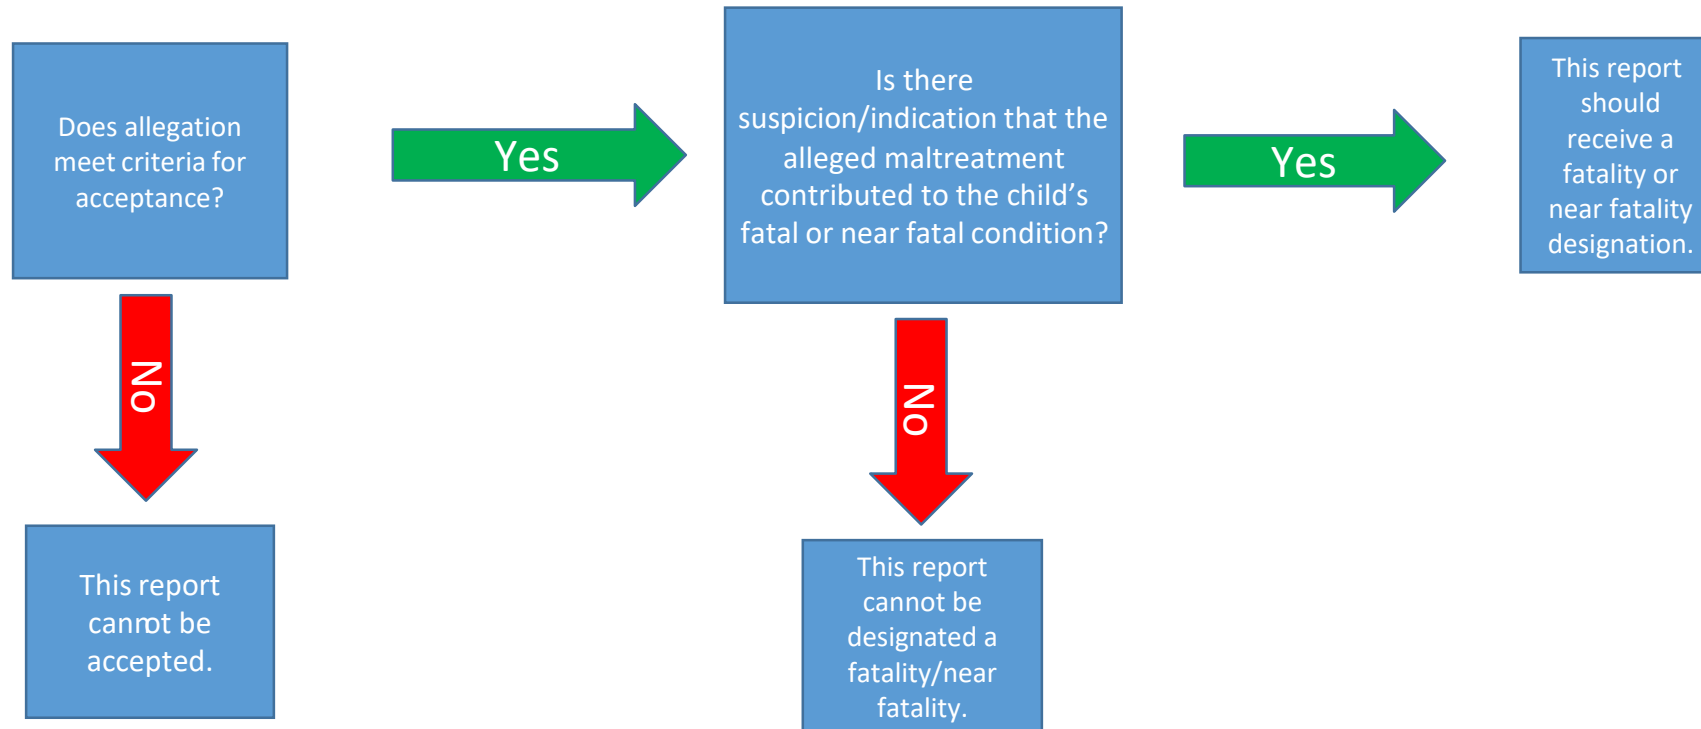 Does allegation
meet criteria for
acceptance?
Yes
Is there
suspicion/indication that the
alleged maltreatment
contributed to the child’s
fatal or near fatal condition?
Yes
This report
should
receive a
fatality or
near fatality
designation.
No
No
This report
cannot be
accepted.
This report
cannot be
designated a
fatality/near
fatality.